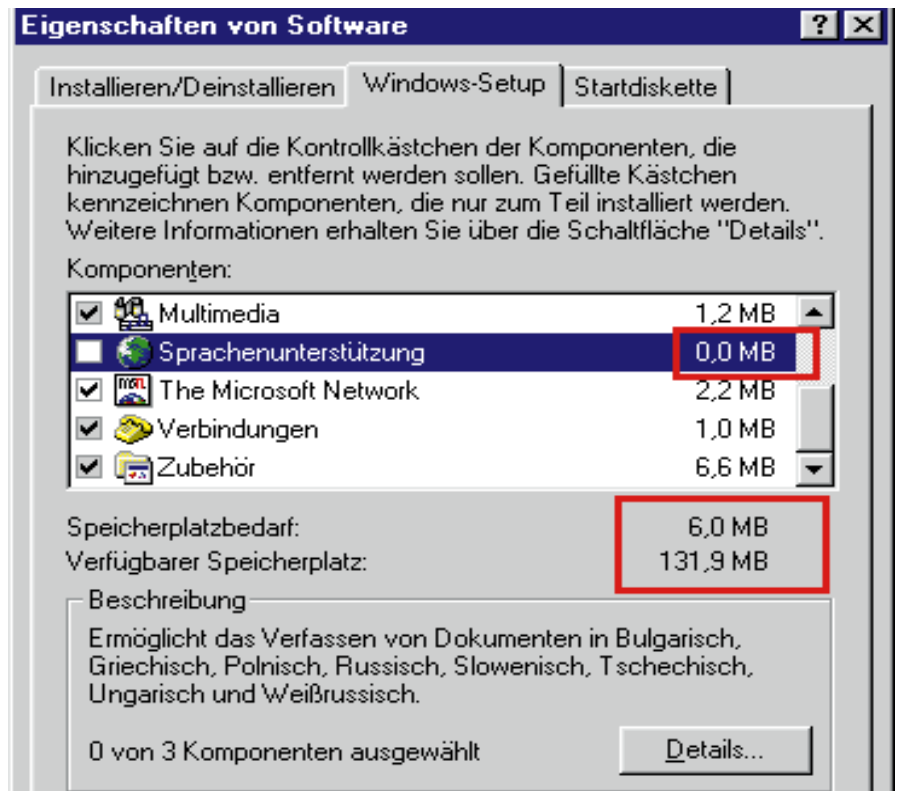 Eigenschaften von Software
Installieren/Deinstallieren Windows-Setup Startdiskette
Klicken Sie auf die Kontrollkästchen der Komponenten, die
hinzugefügt bzw. entfernt werden sollen. Gefüllte Kästchen
kennzeichnen Komponenten, die nur zum Teil installiert werden.
Weitere Informationen erhalten Sie über die Schaltfläche "Details".
Komponenten:
Multimedia 1,2 MB
Sprachenunterstützung 0,0 MB
The Microsoft Network 2,2 MB
Verbindungen 1,0 MB
Zubehör 6,6 MB
Speicherplatzbedarf: 6,0 MB
Verfügbarer Speicherplatz: 131,9 MB
Beschreibung
Ermöglicht das Verfassen von Dokumenten in Bulgarisch,
Griechisch, Polnisch, Russisch, Slowenisch, Tschechisch,
Ungarisch und Weißrussisch.
0 von 3 Komponenten ausgewählt Details...